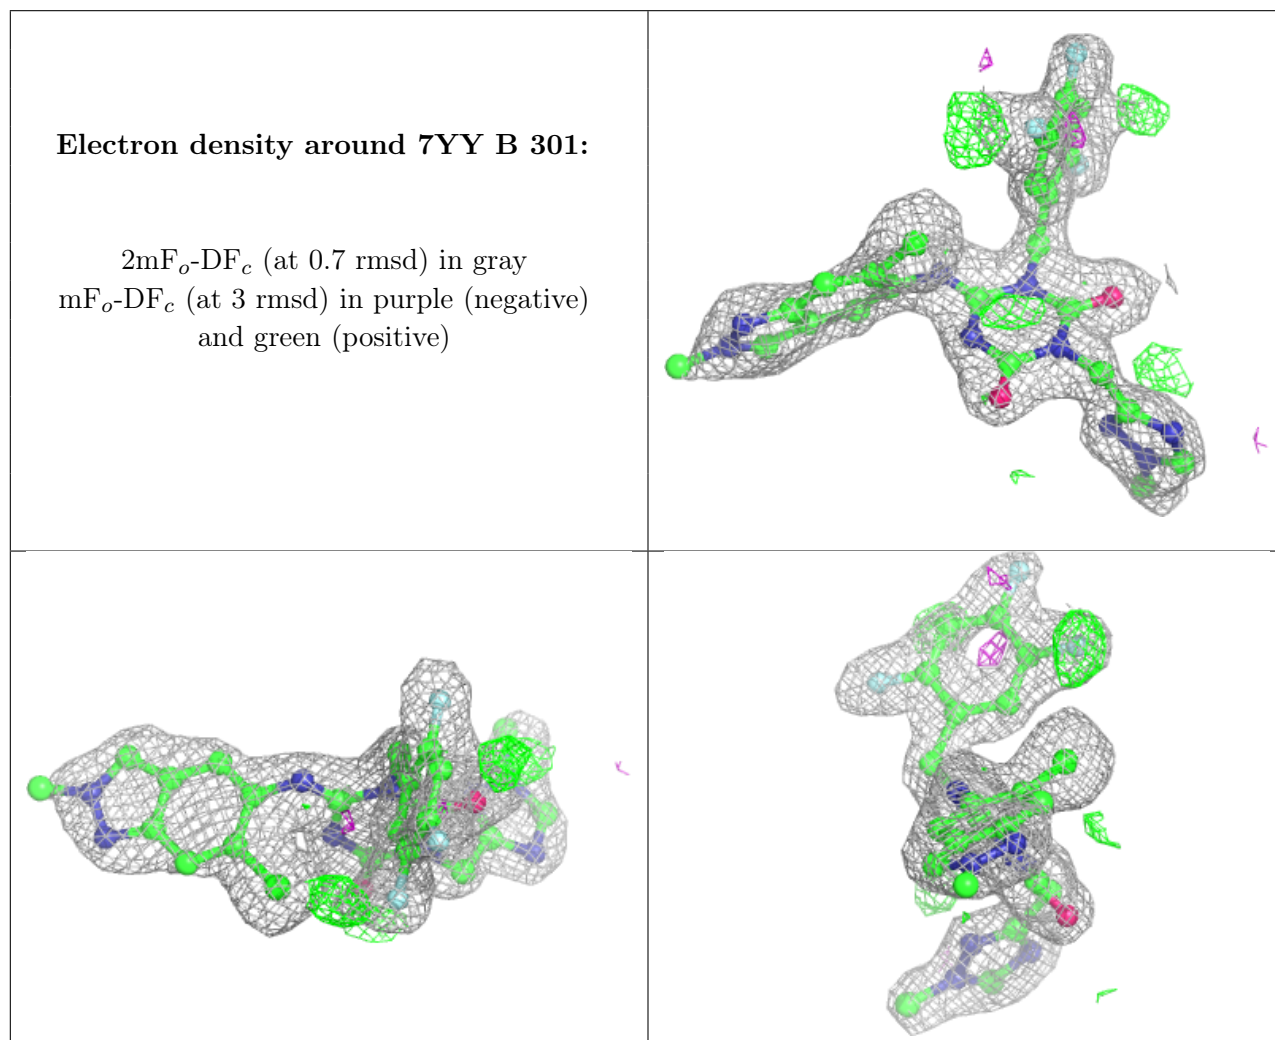 Electron density around 7YY B 301:
2mFo-DFc (at 0.7 rmsd) in gray
mFo-DFc (at 3 rmsd) in purple (negative)
and green (positive)